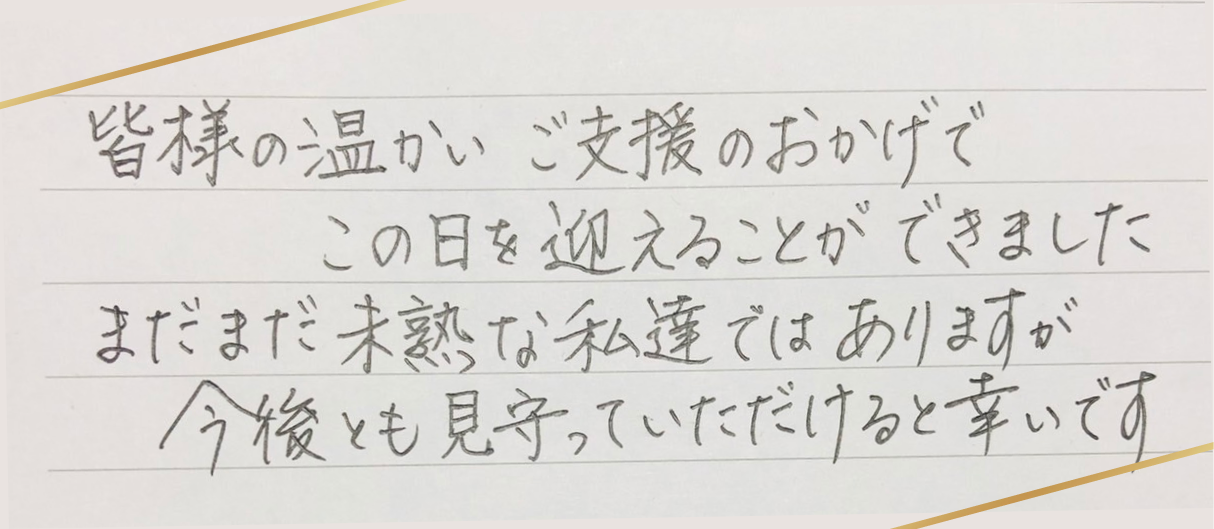 皆様の温かいご支援のおかげで
この日を迎えることができました
まだまだ未熟な私達ではありますが
今後とも見守っていただけると幸いです